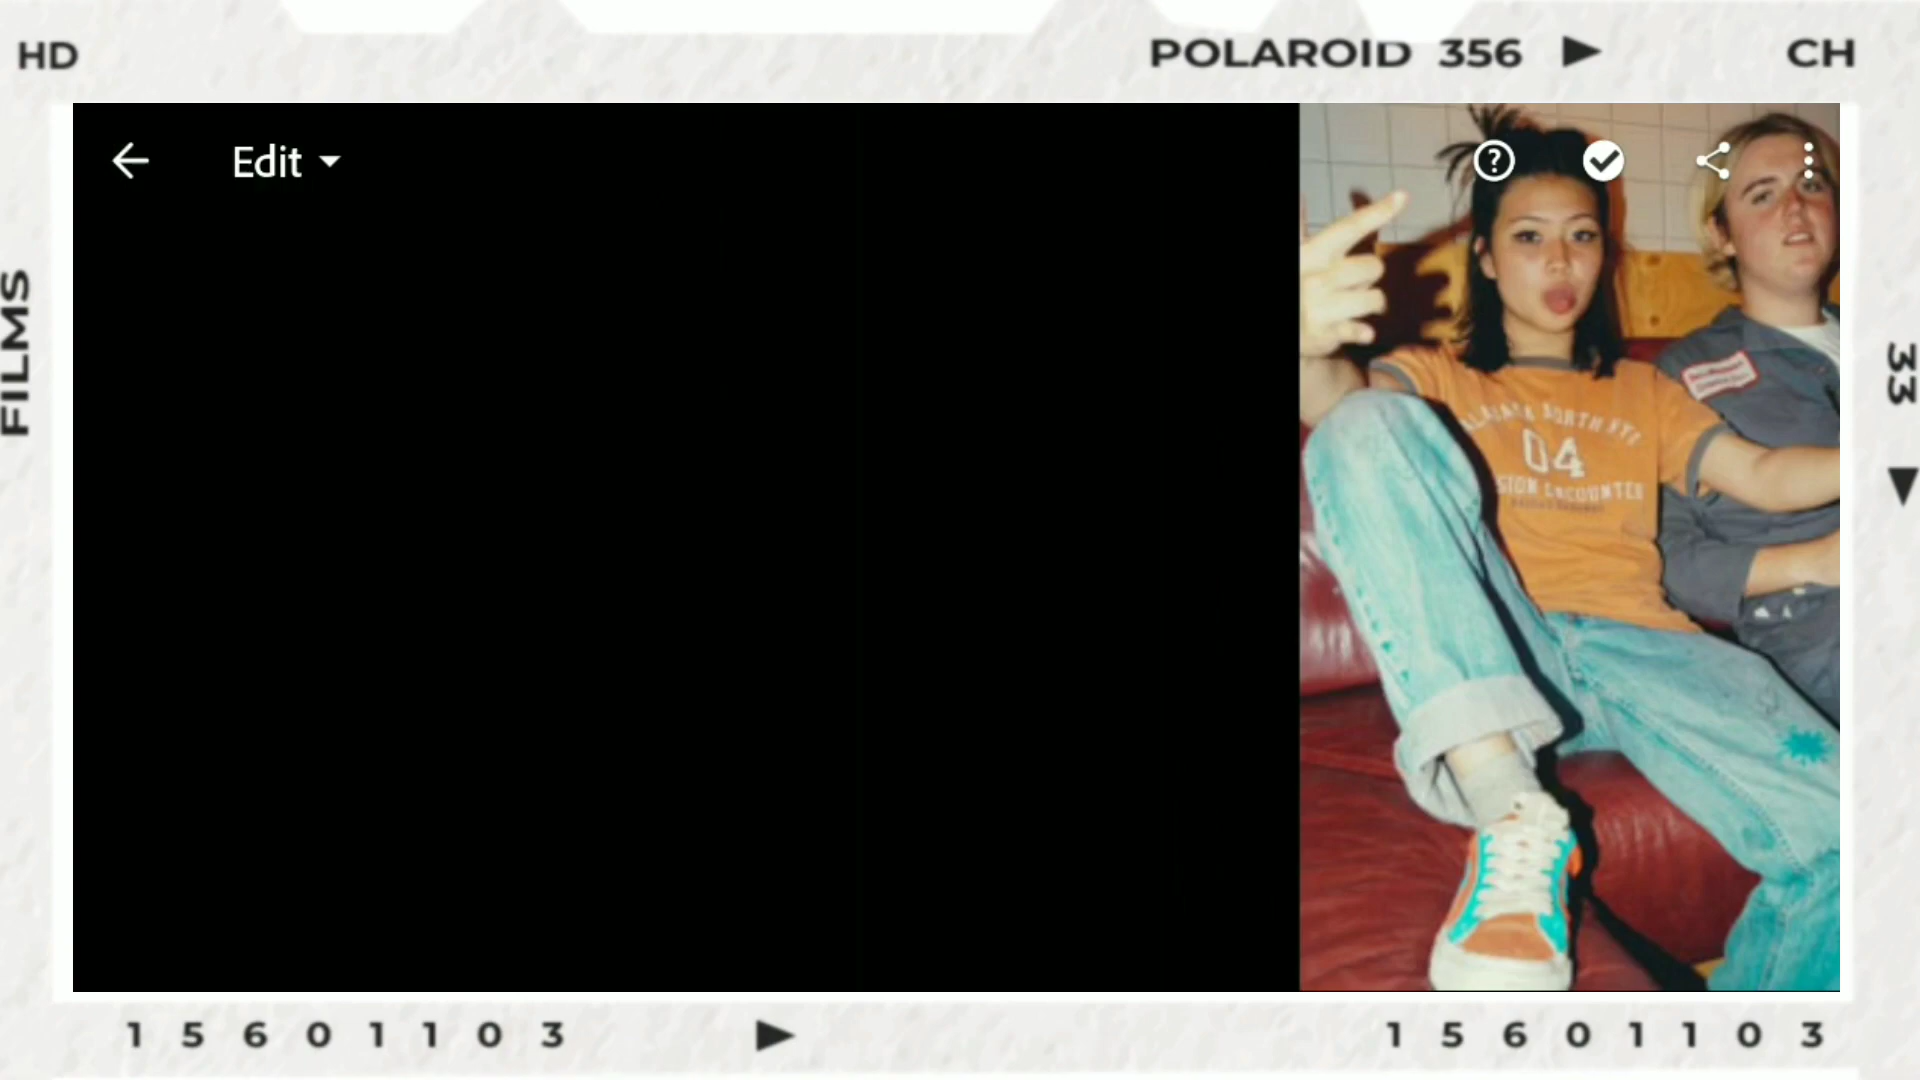 HD
POLAROID 356
CH
FILMS
Edit
33
04
1 5 6 0 1 1 0 3
1 5 6 0 1 1 0 3